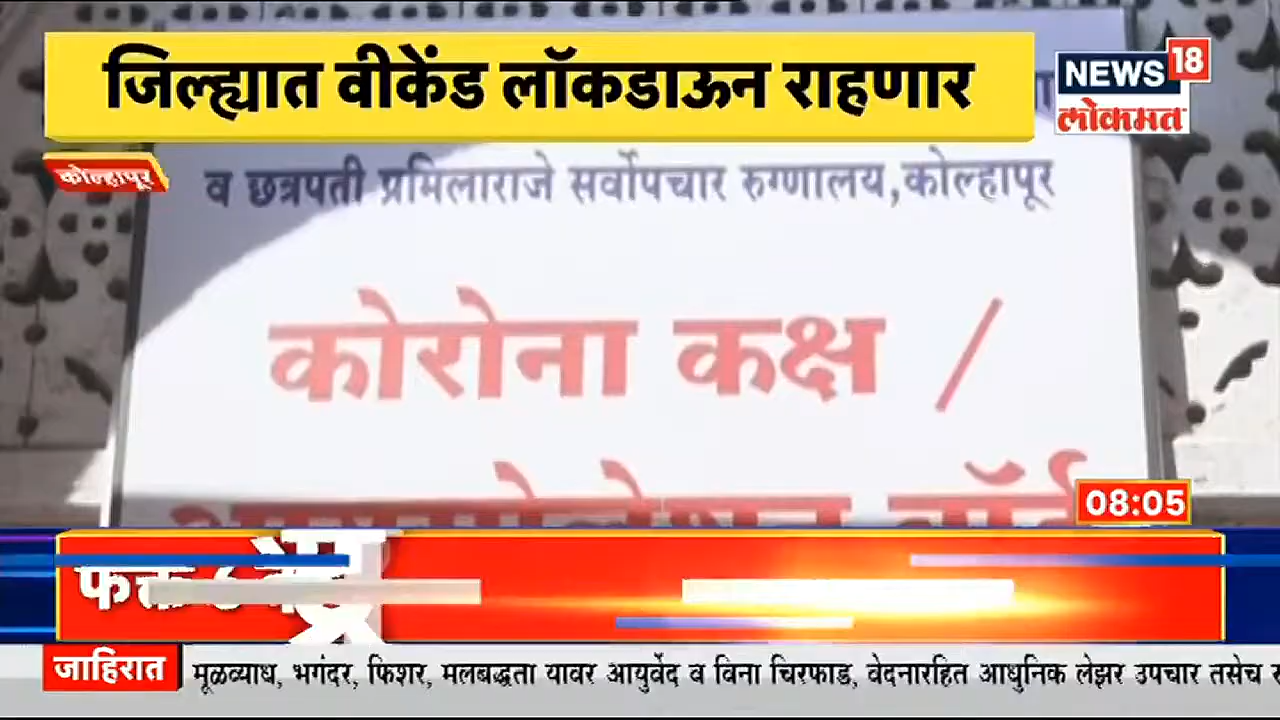 जिल्ह्यात वीकेंड लॉकडाऊन राहणार
NEWS 18
लोकमत
कोल्हापूर
व छत्रपती प्रमिलाराजे सर्वोपचार रुग्णालय,कोल्हापूर
कोरोना कक्ष /
08:05
फक्त
जाहिरात
मूळव्याध, भगंदर, फिशर, मलबद्धता यावर आयुर्वेद व विना चिरफाड, वेदनारहित आधुनिक लेझर उपचार तसेच